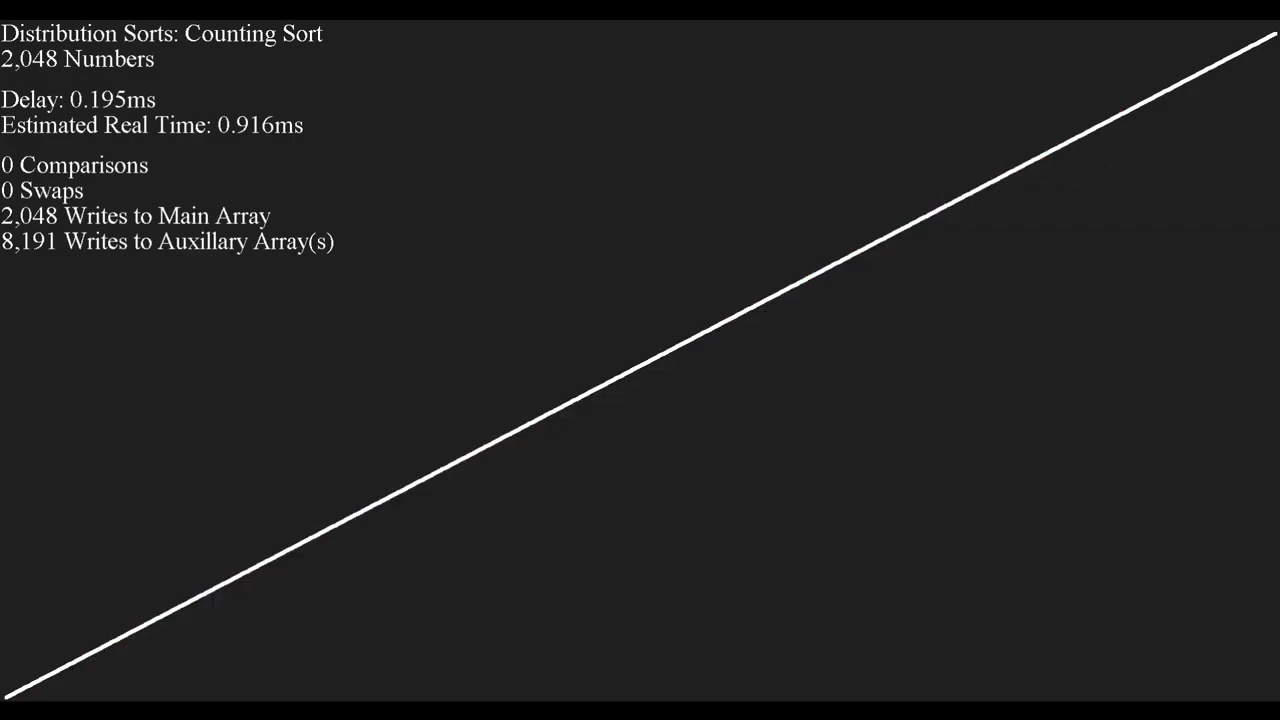 Distribution Sorts: Counting Sort
2,048 Numbers
Delay: 0.195ms
Estimated Real Time: 0.916ms
0 Comparisons
0 Swaps
2,048 Writes to Main Array
8,191 Writes to Auxillary Array(s)